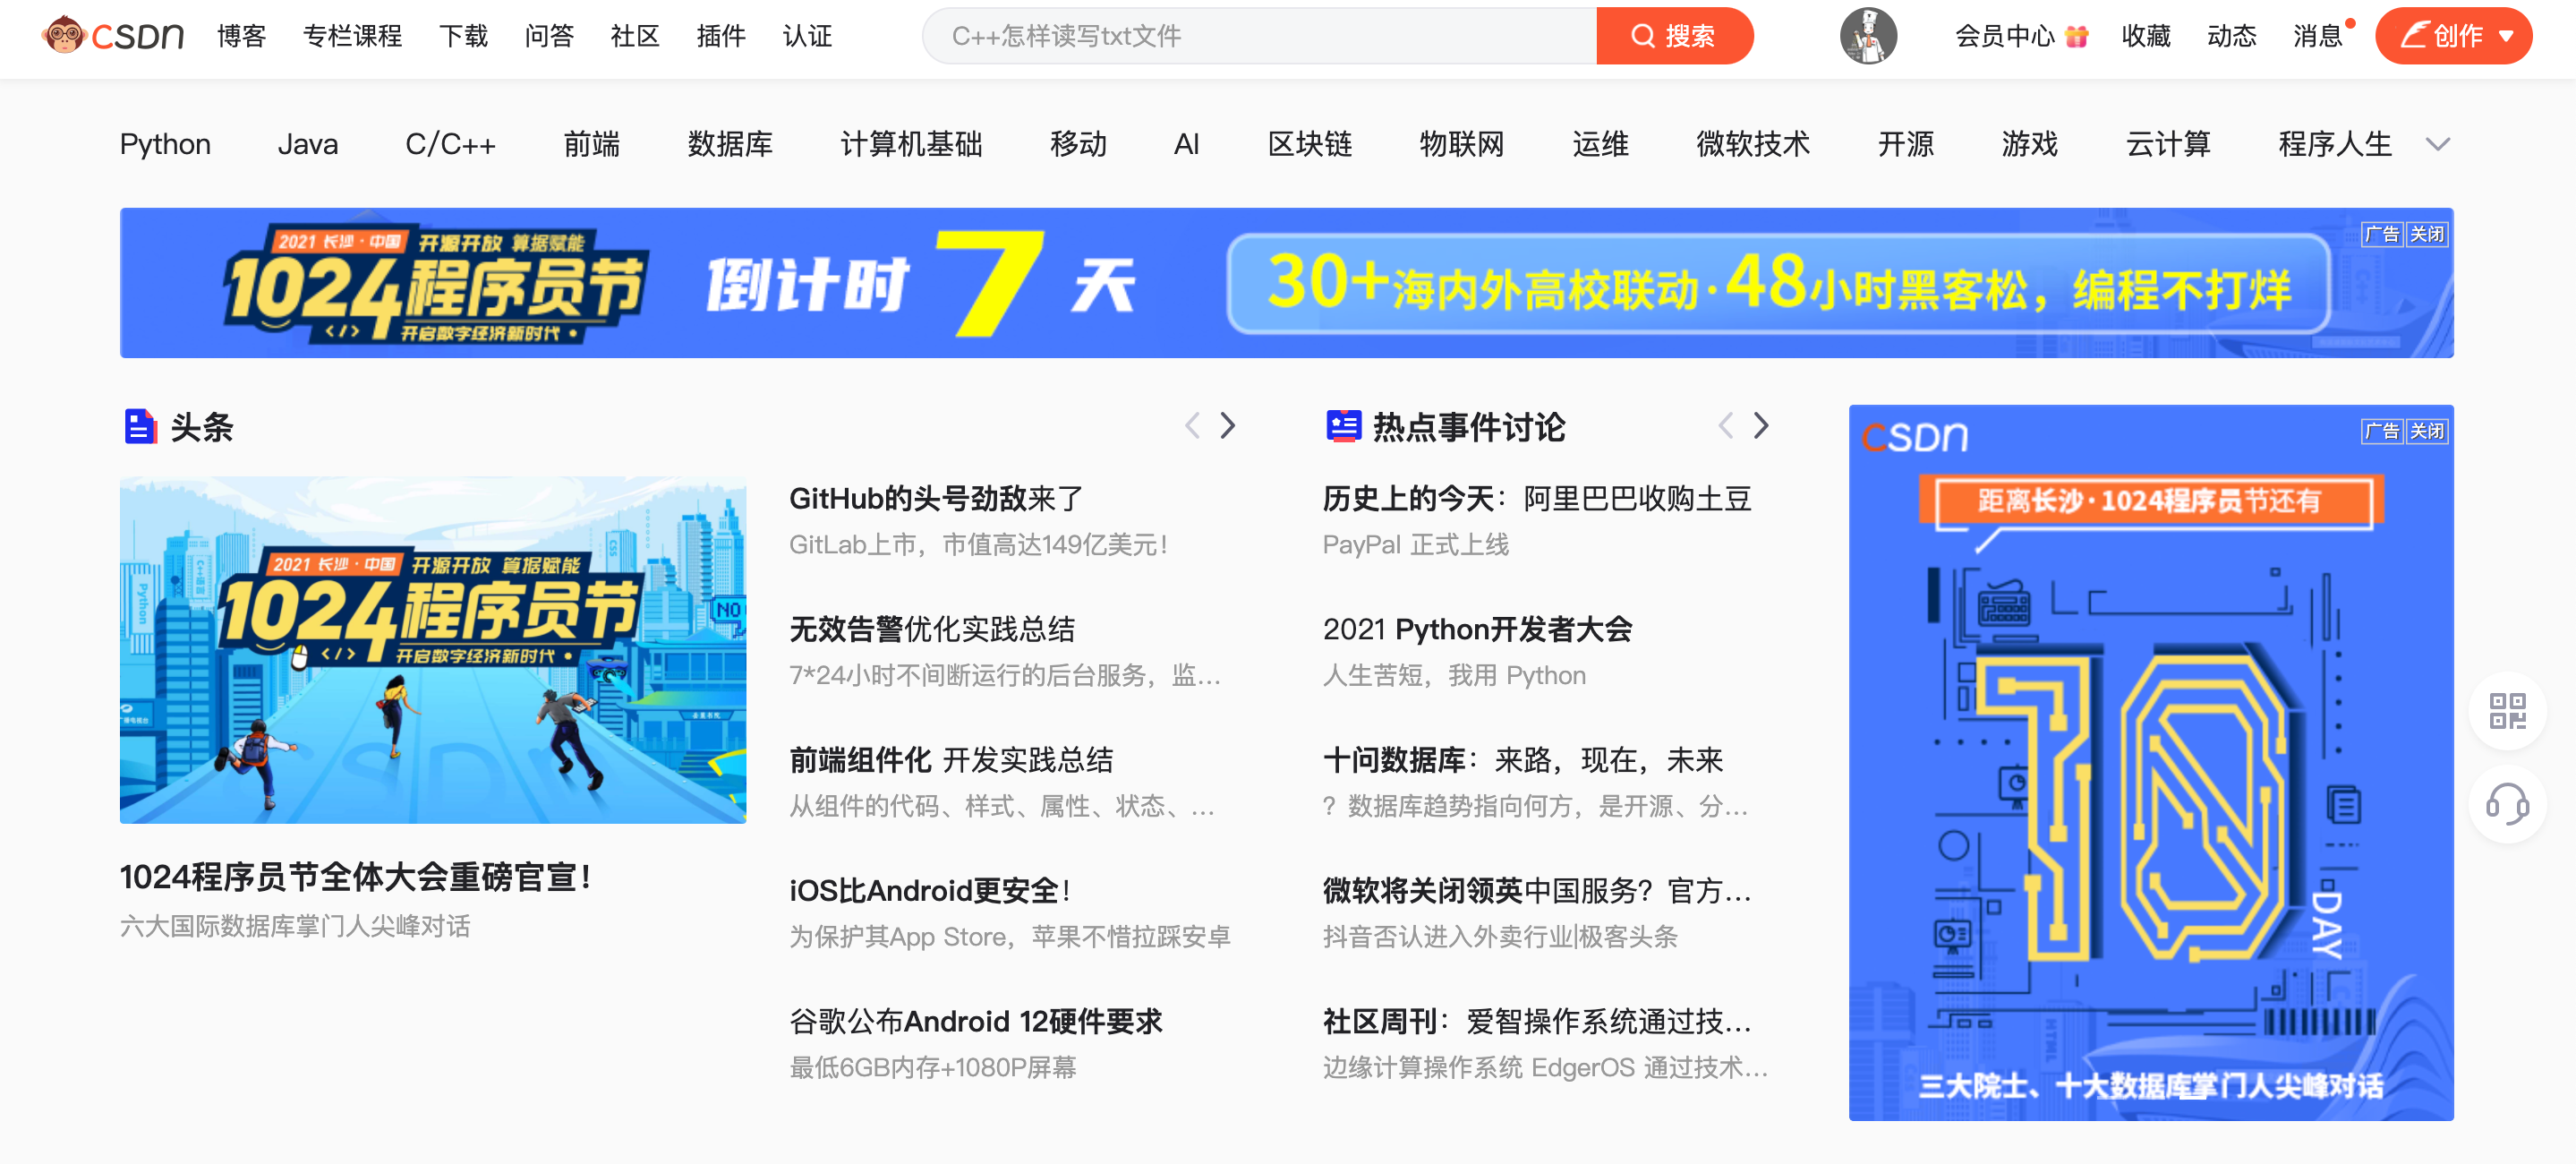 CSDN 博客 专栏课程 下载 问答 社区 插件 认证 C++怎样读写txt文件 搜索 会员中心 收藏 动态 消息 创作
Python Java C/C++ 前端 数据库 计算机基础 移动 AI 区块链 物联网 运维 微软技术 开源 游戏 云计算 程序人生
2021 长沙·中国 开源开放 算据赋能
1024程序员节
</> 开启数字经济新时代
倒计时 7 天
30+海内外高校联动·48小时黑客松，编程不打烊
广告 关闭
头条
2021 长沙·中国 开源开放 算据赋能
1024程序员节
</> 开启数字经济新时代
Python
C++
CSS
NO
CSDN
1024程序员节全体大会重磅官宣！
六大国际数据库掌门人尖峰对话
GitHub的头号劲敌来了
GitLab上市，市值高达149亿美元！
无效告警优化实践总结
7*24小时不间断运行的后台服务，监...
前端组件化 开发实践总结
从组件的代码、样式、属性、状态、...
iOS比Android更安全！
为保护其App Store，苹果不惜拉踩安卓
谷歌公布Android 12硬件要求
最低6GB内存+1080P屏幕
热点事件讨论
历史上的今天：阿里巴巴收购土豆
PayPal 正式上线
2021 Python开发者大会
人生苦短，我用 Python
十问数据库：来路，现在，未来
？数据库趋势指向何方，是开源、分...
微软将关闭领英中国服务？官方...
抖音否认进入外卖行业|极客头条
社区周刊：爱智操作系统通过技...
边缘计算操作系统 EdgerOS 通过技术...
CSDN
广告 关闭
距离长沙·1024程序员节还有
10
DAY
HTML
三大院士、十大数据库掌门人尖峰对话